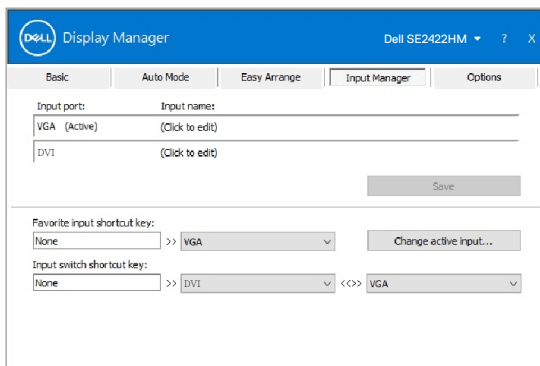 DELL Display Manager Dell SE2422HM ? X
Basic Auto Mode Easy Arrange Input Manager Options
Input port: Input name:
VGA (Active) (Click to edit)
DVI (Click to edit)
Save
Favorite input shortcut key:
None >> VGA Change active input...
Input switch shortcut key:
None >> DVI <<>> VGA